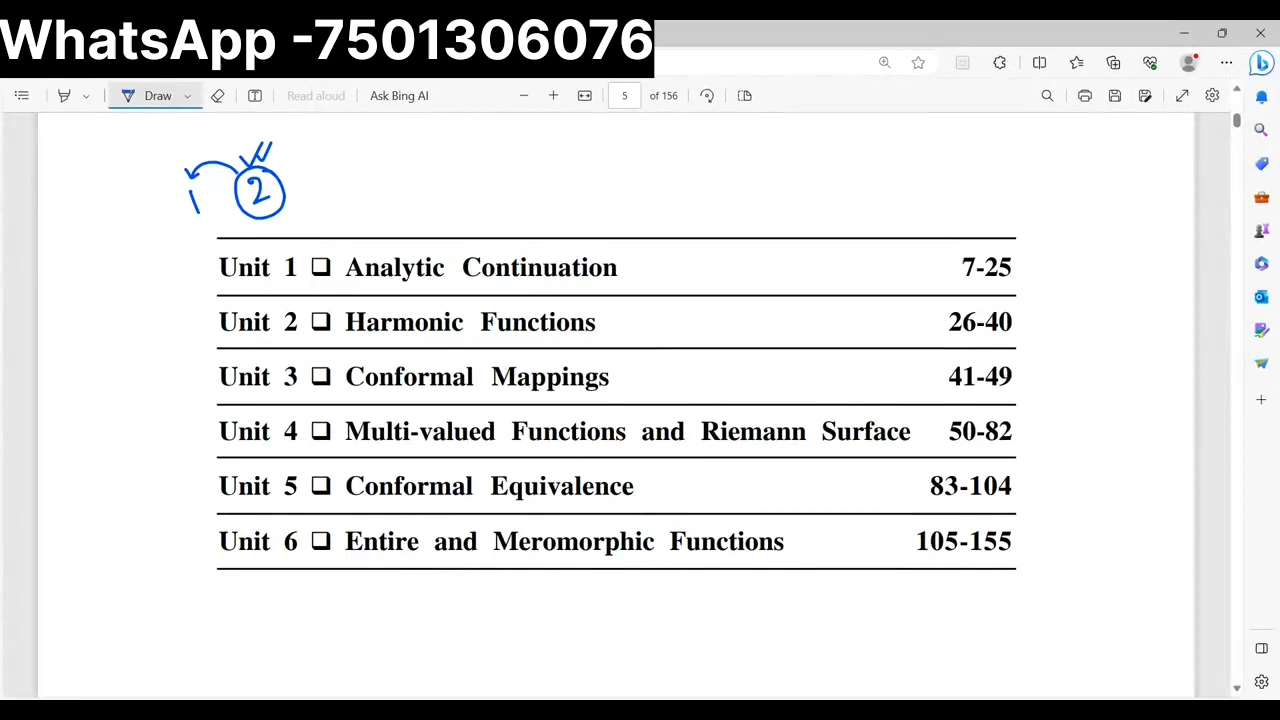 WhatsApp -7501306076
Draw
Read aloud
Ask Bing AI
5 of 156
1 2
Unit 1 ❑ Analytic Continuation 7-25
Unit 2 ❑ Harmonic Functions 26-40
Unit 3 ❑ Conformal Mappings 41-49
Unit 4 ❑ Multi-valued Functions and Riemann Surface 50-82
Unit 5 ❑ Conformal Equivalence 83-104
Unit 6 ❑ Entire and Meromorphic Functions 105-155